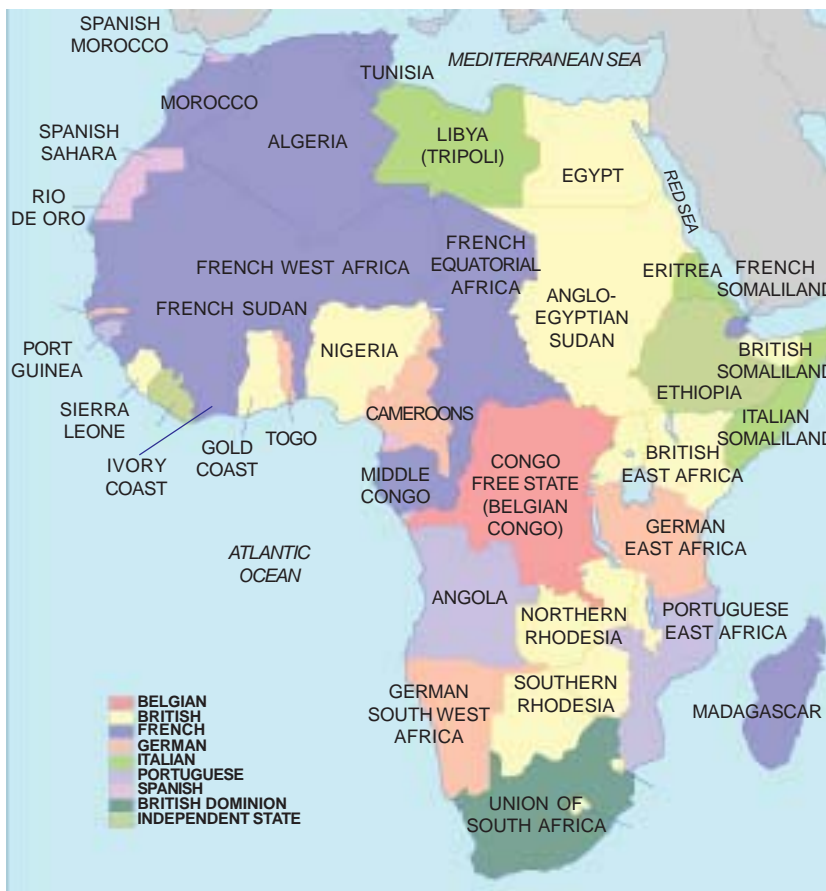 SPANISH
MOROCCO
MEDITERRANEAN SEA
TUNISIA
MOROCCO
ALGERIA
LIBYA
(TRIPOLI)
SPANISH
SAHARA
EGYPT
RED SEA
RIO
DE ORO
FRENCH WEST AFRICA
FRENCH
EQUATORIAL
AFRICA
ERITREA
FRENCH
SOMALILAND
FRENCH SUDAN
ANGLO-
EGYPTIAN
SUDAN
PORT
GUINEA
NIGERIA
BRITISH
SOMALILAND
ETHIOPIA
SIERRA
LEONE
IVORY
COAST
GOLD
COAST
TOGO
CAMEROONS
ITALIAN
SOMALILAND
BRITISH
EAST AFRICA
MIDDLE
CONGO
CONGO
FREE STATE
(BELGIAN
CONGO)
GERMAN
EAST AFRICA
ATLANTIC
OCEAN
ANGOLA
NORTHERN
RHODESIA
PORTUGUESE
EAST AFRICA
GERMAN
SOUTH WEST
AFRICA
SOUTHERN
RHODESIA
MADAGASCAR
UNION OF
SOUTH AFRICA
BELGIAN
BRITISH
FRENCH
GERMAN
ITALIAN
PORTUGUESE
SPANISH
BRITISH DOMINION
INDEPENDENT STATE